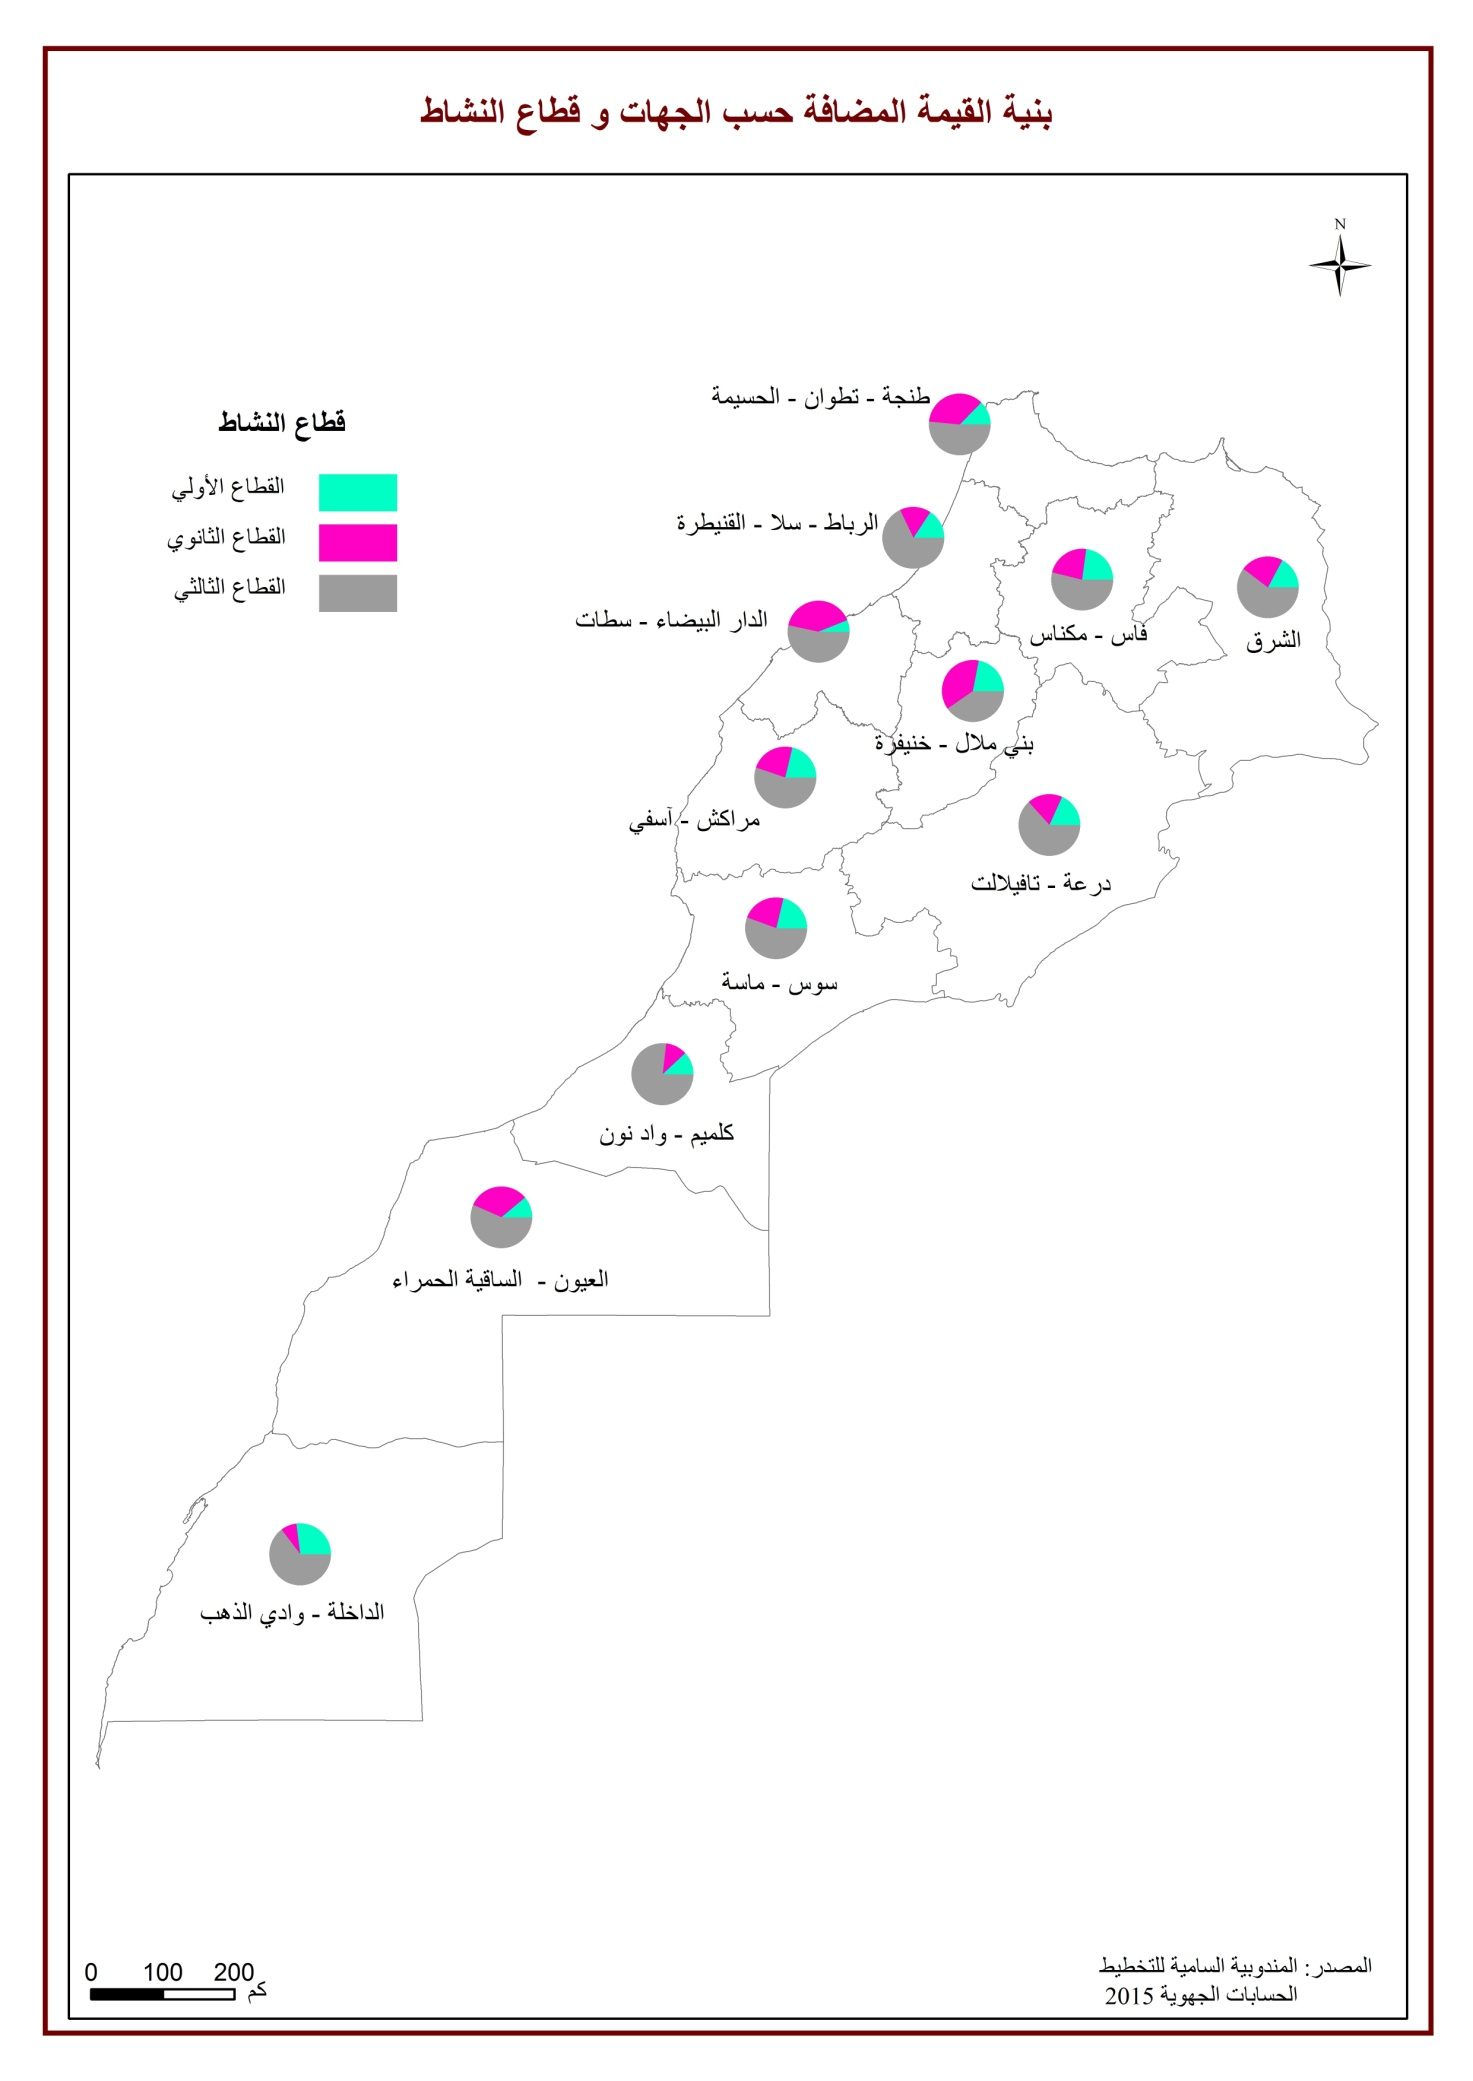 بنية القيمة المضافة حسب الجهات و قطاع النشاط
N
قطاع النشاط
القطاع الأولي
القطاع الثانوي
القطاع الثالثي
طنجة - تطوان - الحسيمة
الرباط - سلا - القنيطرة
الدار البيضاء - سطات
فاس - مكناس
الشرق
بني ملال - خنيفرة
مراكش - آسفي
درعة - تافيلالت
سوس - ماسة
كلميم - واد نون
العيون - الساقية الحمراء
الداخلة - وادي الذهب
0 100 200
كم
المصدر: المندوبية السامية للتخطيط
الحسابات الجهوية 2015